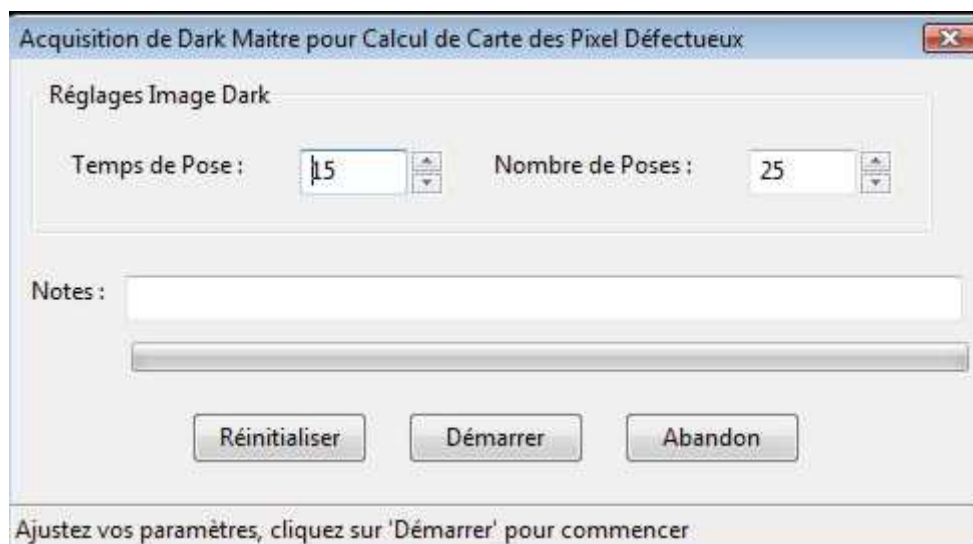 Acquisition de Dark Maitre pour Calcul de Carte des Pixel Défectueux
Réglages Image Dark
Temps de Pose : 15 Nombre de Poses : 25
Notes :
Réinitialiser Démarrer Abandon
Ajustez vos paramètres, cliquez sur 'Démarrer' pour commencer